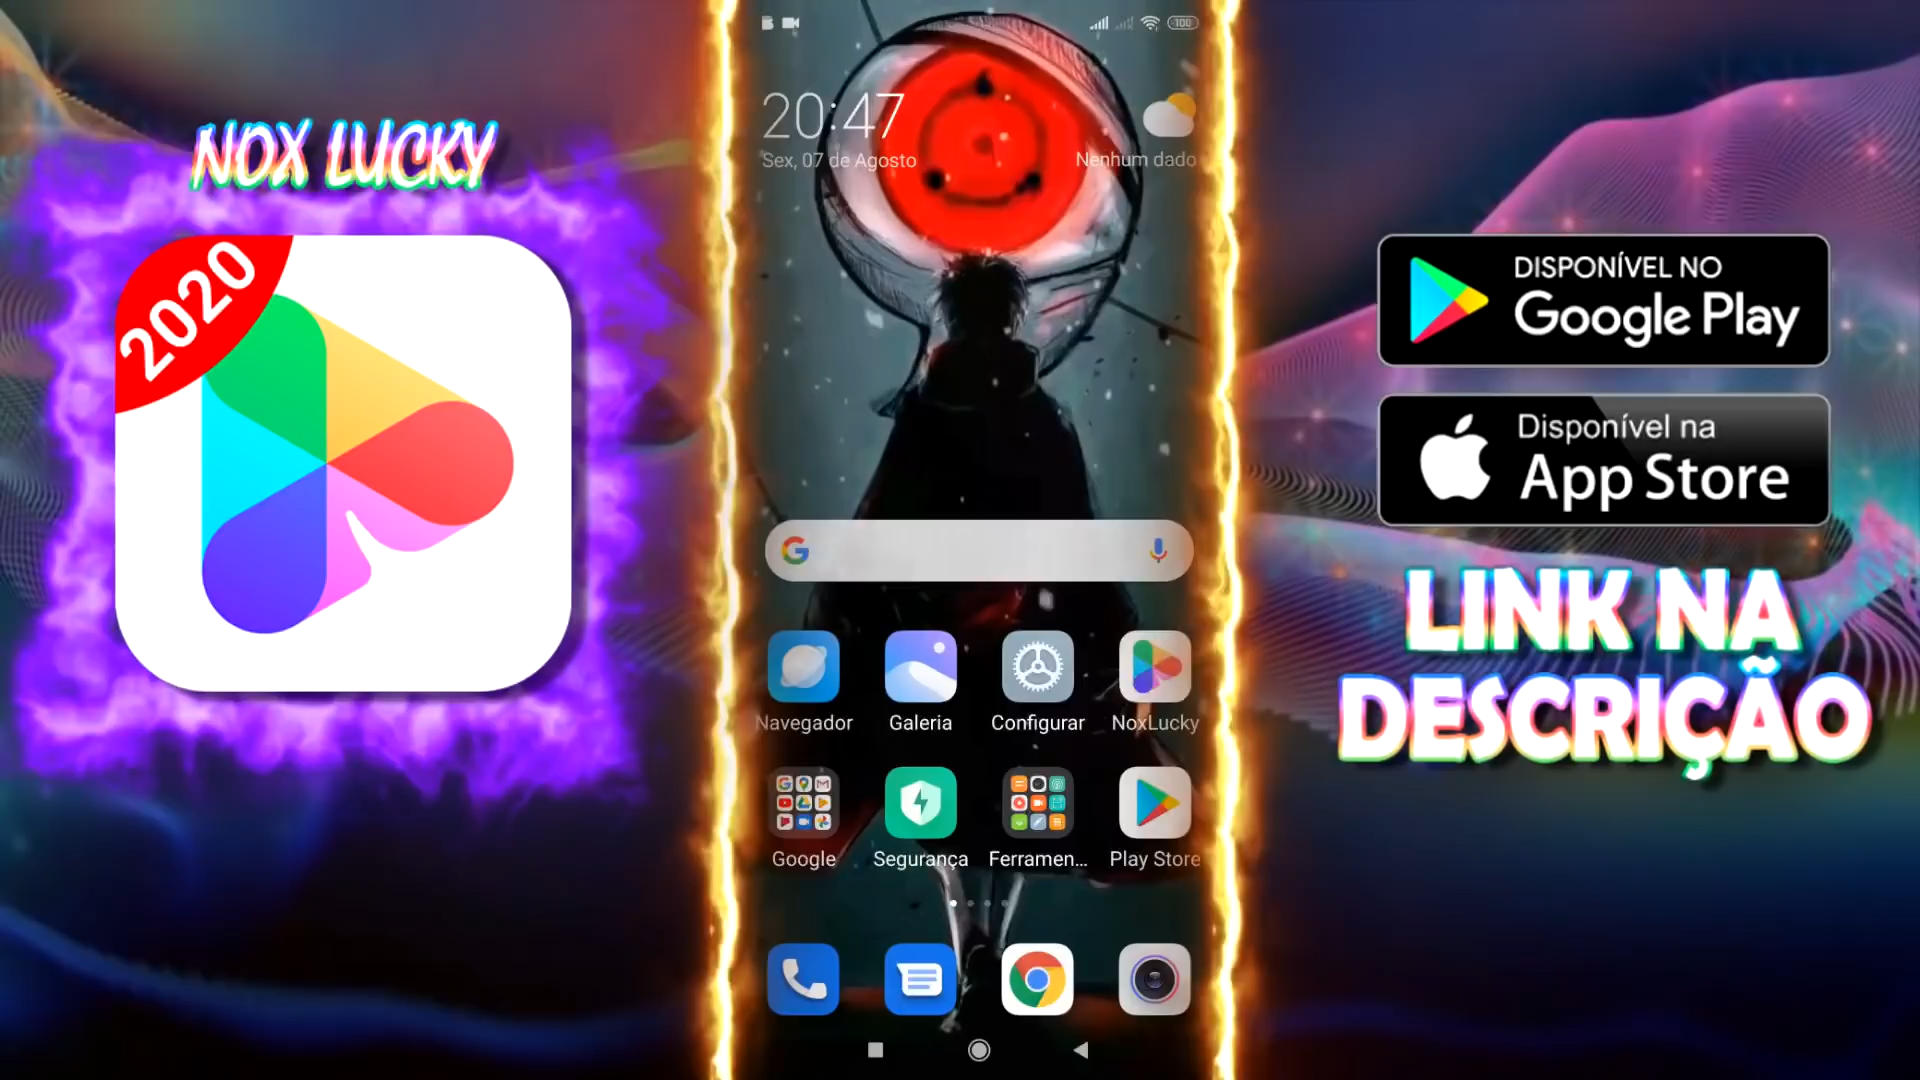 NOX LUCKY
2020
100
20:47
Sex, 07 de Agosto
Nenhum dado
Navegador
Galeria
Configurar
NoxLucky
Google
Segurança
Ferramen...
Play Store
DISPONÍVEL NO
Google Play
Disponível na
App Store
LINK NA
DESCRIÇÃO